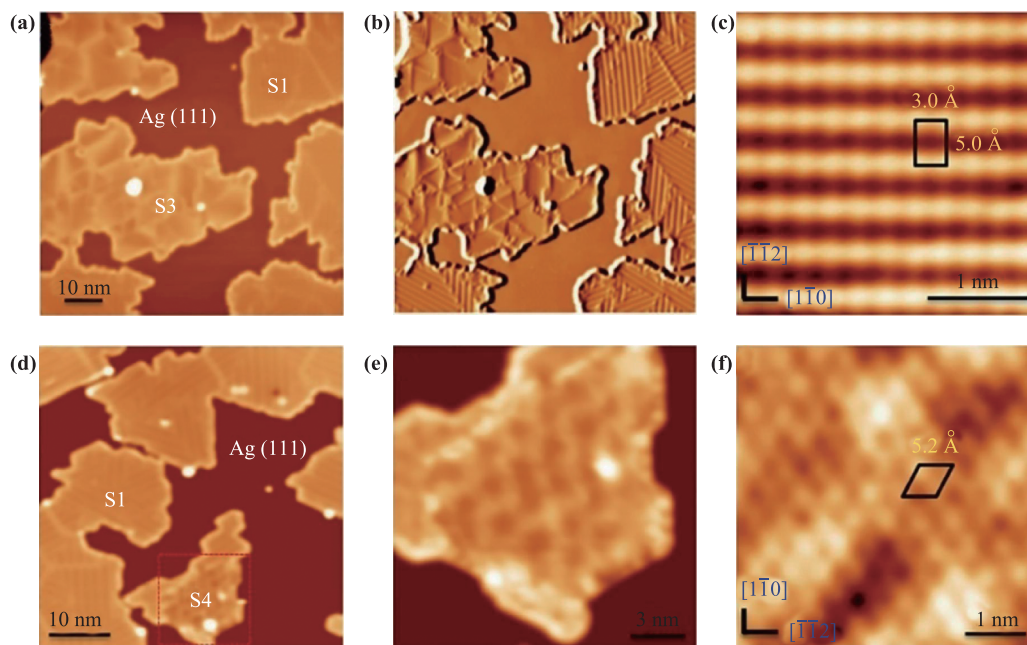 (a)
S1
Ag (111)
S3
10 nm
(b)
(c)
3.0 Å
5.0 Å
[1̅1̅2]
[11̅0]
1 nm
(d)
Ag (111)
S1
S4
10 nm
(e)
3 nm
(f)
5.2 Å
[11̅0]
[1̅1̅2]
1 nm